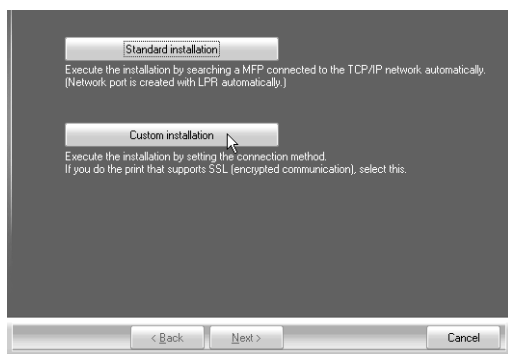 Standard installation
Execute the installation by searching a MFP connected to the TCP/IP network automatically.
(Network port is created with LPR automatically.)
Custom installation
Execute the installation by setting the connection method.
If you do the print that supports SSL (encrypted communication), select this.
< Back
Next >
Cancel